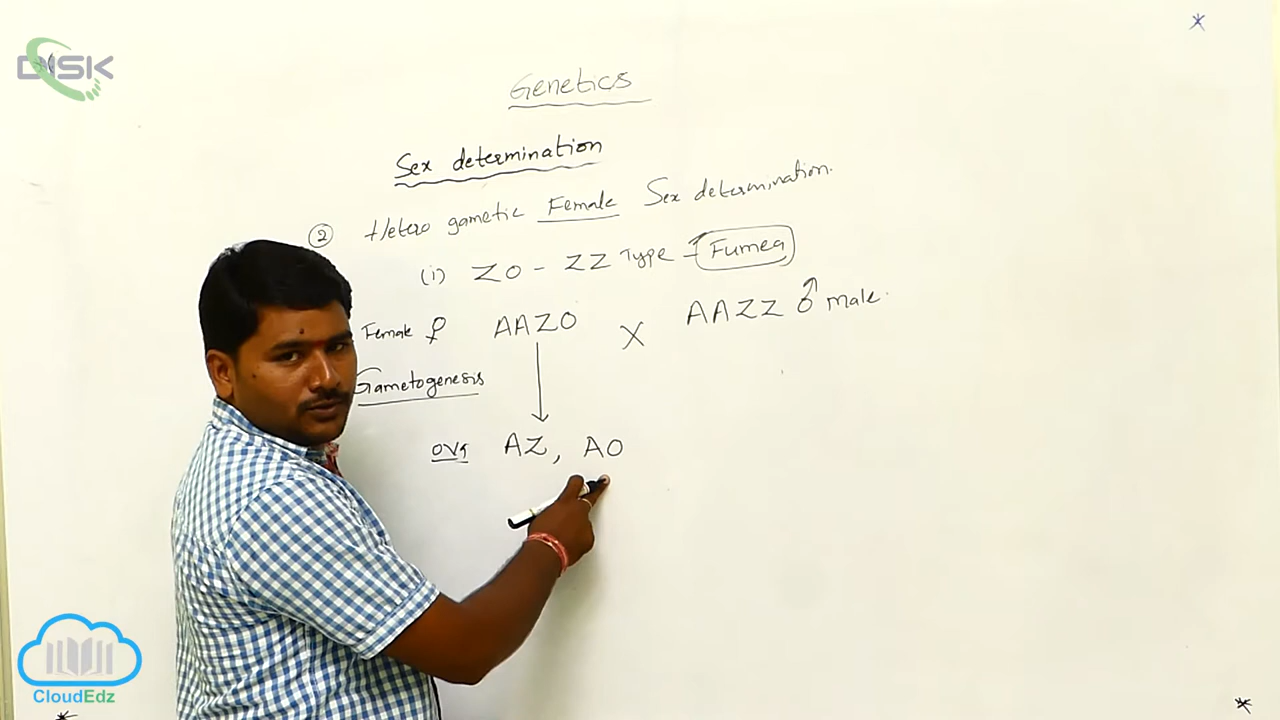 DNSK
Genetics
Sex determination
② Hetero gametic Female Sex determination.
(i) ZO - ZZ Type - Fumea
Female ♀ AAZO X AAZZ ♂ male.
Gametogenesis
ova AZ, AO
CloudEdz